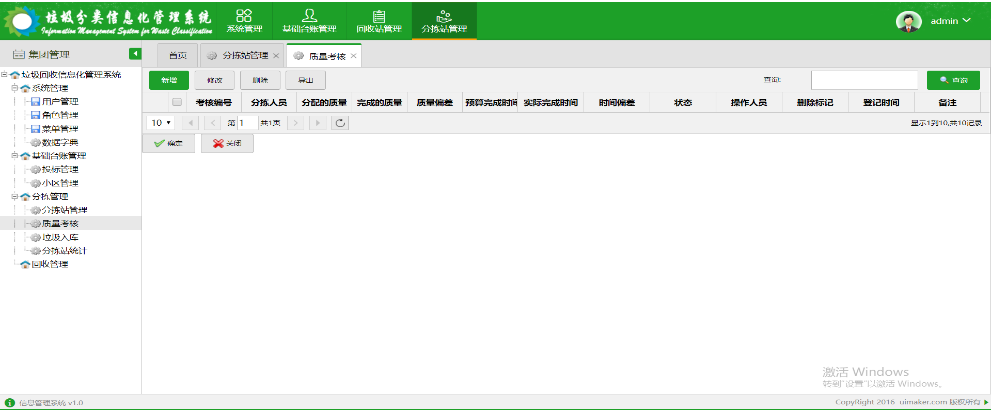 垃圾分类信息化管理系统
Information Management System for Waste Classification
系统管理
基础台账管理
回收站管理
分拣站管理
admin
集团管理
首页
分拣站管理
质量考核
垃圾回收信息化管理系统
系统管理
用户管理
角色管理
菜单管理
数据字典
基础台账管理
投标管理
小区管理
分拣管理
分拣站管理
质量考核
垃圾入库
分拣站统计
回收管理
新增 修改 删除 导出 查询: 查询
考核编号 分拣人员 分配的质量 完成的质量 质量偏差 预算完成时间 实际完成时间 时间偏差 状态 操作人员 删除标记 登记时间 备注
10 第 1 共1页 显示1到10,共10记录
确定 关闭
激活 Windows
转到"设置"以激活 Windows。
信息管理系统 v1.0
CopyRight 2016 uimaker.com 版权所有